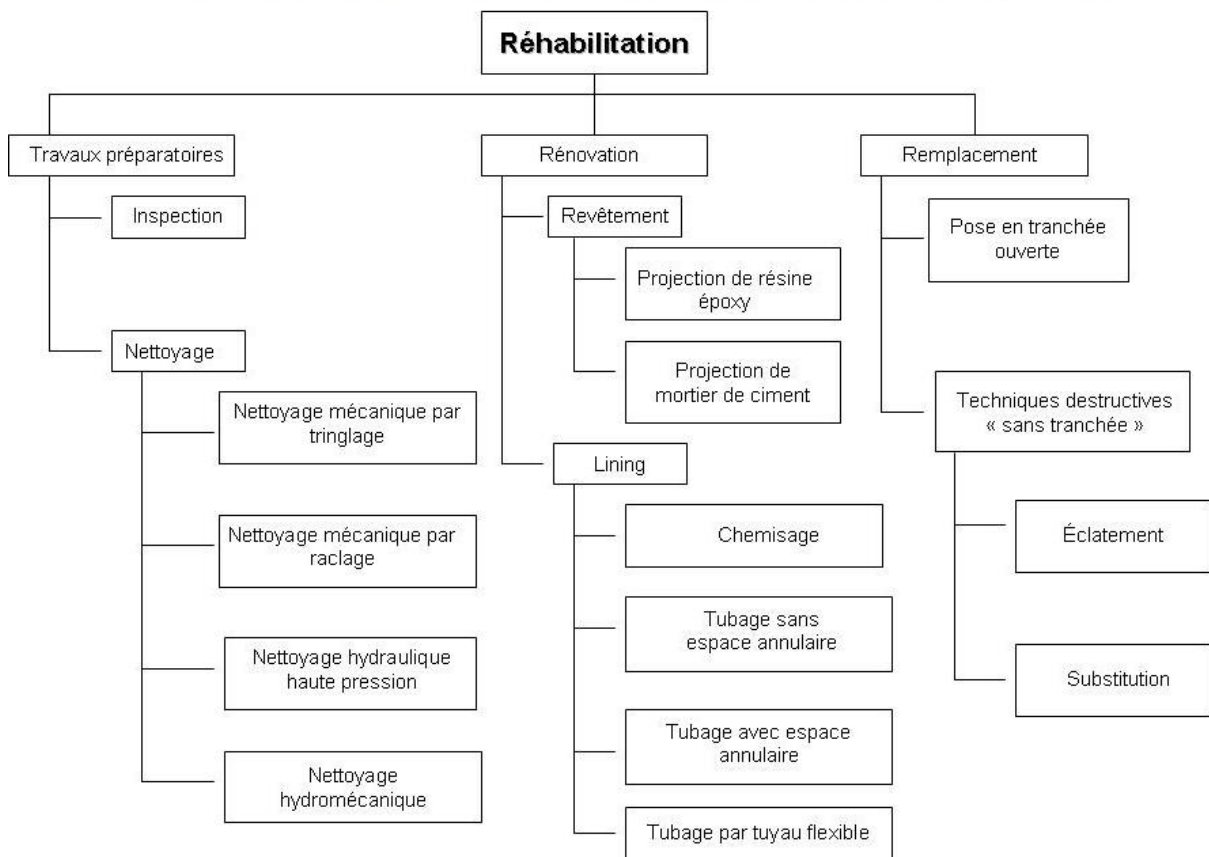 Réhabilitation
Travaux préparatoires
Inspection
Nettoyage
Nettoyage mécanique par
tringlage
Nettoyage mécanique par
raclage
Nettoyage hydraulique
haute pression
Nettoyage
hydromécanique
Rénovation
Revêtement
Projection de résine
époxy
Projection de
mortier de ciment
Lining
Chemisage
Tubage sans
espace annulaire
Tubage avec espace
annulaire
Tubage par tuyau flexible
Remplacement
Pose en tranchée
ouverte
Techniques destructives
« sans tranchée »
Éclatement
Substitution